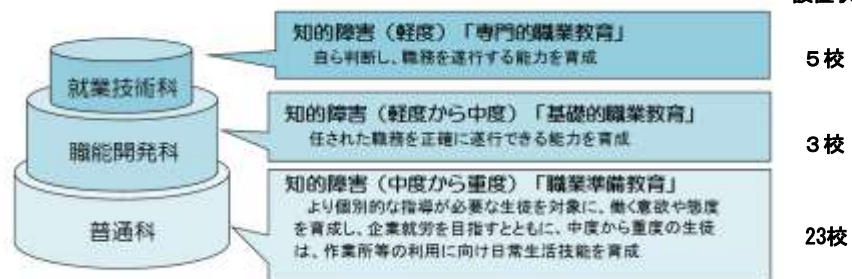 知的障害（軽度）「専門的職業教育」
自ら判断し、職務を遂行する能力を育成
5校
就業技術科
知的障害（軽度から中度）「基礎的職業教育」
任された職務を正確に遂行できる能力を育成
3校
職能開発科
知的障害（中度から重度）「職業準備教育」
より個別的な指導が必要な生徒を対象に、働く意欲や態度
を育成し、企業就労を目指すとともに、中度から重度の生徒
は、作業所等の利用に向け日常生活技能を育成
普通科
23校